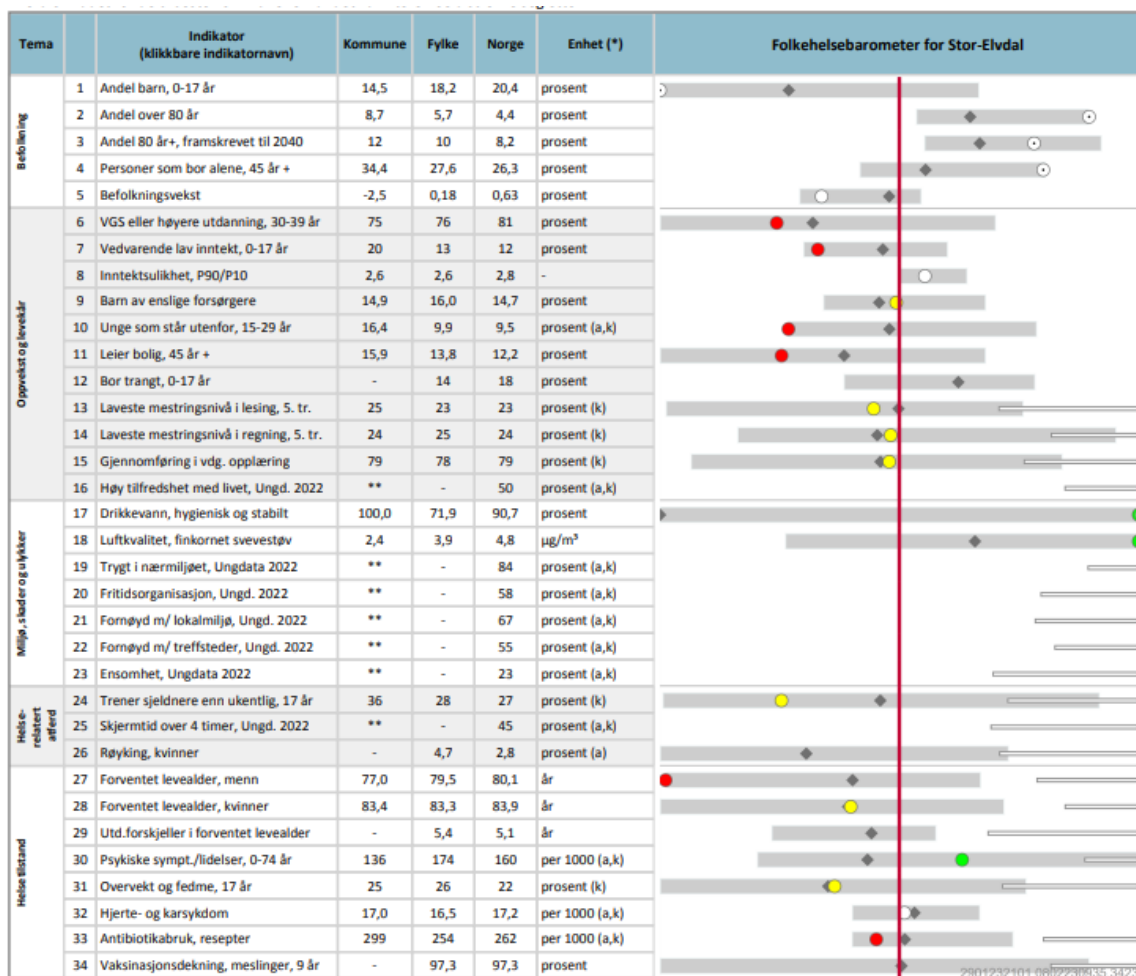 Tema Indikator (klikkbare indikatornavn) Kommune Fylke Norge Enhet (*) Folkehelsebarometer for Stor-Elvdal
Befolkning
1 Andel barn, 0-17 år 14,5 18,2 20,4 prosent
2 Andel over 80 år 8,7 5,7 4,4 prosent
3 Andel 80 år+, framskrevet til 2040 12 10 8,2 prosent
4 Personer som bor alene, 45 år + 34,4 27,6 26,3 prosent
5 Befolkningsvekst -2,5 0,18 0,63 prosent
Oppvekst og levekår
6 VGS eller høyere utdanning, 30-39 år 75 76 81 prosent
7 Vedvarende lav inntekt, 0-17 år 20 13 12 prosent
8 Inntektsulikhet, P90/P10 2,6 2,6 2,8 -
9 Barn av enslige forsørgere 14,9 16,0 14,7 prosent
10 Unge som står utenfor, 15-29 år 16,4 9,9 9,5 prosent (a,k)
11 Leier bolig, 45 år + 15,9 13,8 12,2 prosent
12 Bor trangt, 0-17 år - 14 18 prosent
13 Laveste mestringsnivå i lesing, 5. tr. 25 23 23 prosent (k)
14 Laveste mestringsnivå i regning, 5. tr. 24 25 24 prosent (k)
15 Gjennomføring i vdg. opplæring 79 78 79 prosent (k)
16 Høy tilfredshet med livet, Ungd. 2022 ** - 50 prosent (a,k)
Miljø, skader og ulykker
17 Drikkevann, hygienisk og stabilt 100,0 71,9 90,7 prosent
18 Luftkvalitet, finkornet svevestøv 2,4 3,9 4,8 µg/m³
19 Trygt i nærmiljøet, Ungdata 2022 ** - 84 prosent (a,k)
20 Fritidsorganisasjon, Ungd. 2022 ** - 58 prosent (a,k)
21 Fornøyd m/ lokalmiljø, Ungd. 2022 ** - 67 prosent (a,k)
22 Fornøyd m/ treffsteder, Ungd. 2022 ** - 55 prosent (a,k)
23 Ensomhet, Ungdata 2022 ** - 23 prosent (a,k)
Helse-
relatert
atferd
24 Trener sjeldnere enn ukentlig, 17 år 36 28 27 prosent (k)
25 Skjermtid over 4 timer, Ungd. 2022 ** - 45 prosent (a,k)
26 Røyking, kvinner - 4,7 2,8 prosent (a)
Helsetilstand
27 Forventet levealder, menn 77,0 79,5 80,1 år
28 Forventet levealder, kvinner 83,4 83,3 83,9 år
29 Utd.forskjeller i forventet levealder - 5,4 5,1 år
30 Psykiske sympt./lidelser, 0-74 år 136 174 160 per 1000 (a,k)
31 Overvekt og fedme, 17 år 25 26 22 prosent (k)
32 Hjerte- og karsykdom 17,0 16,5 17,2 per 1000 (a,k)
33 Antibiotikabruk, resepter 299 254 262 per 1000 (a,k)
34 Vaksinasjonsdekning, meslinger, 9 år - 97,3 97,3 prosent